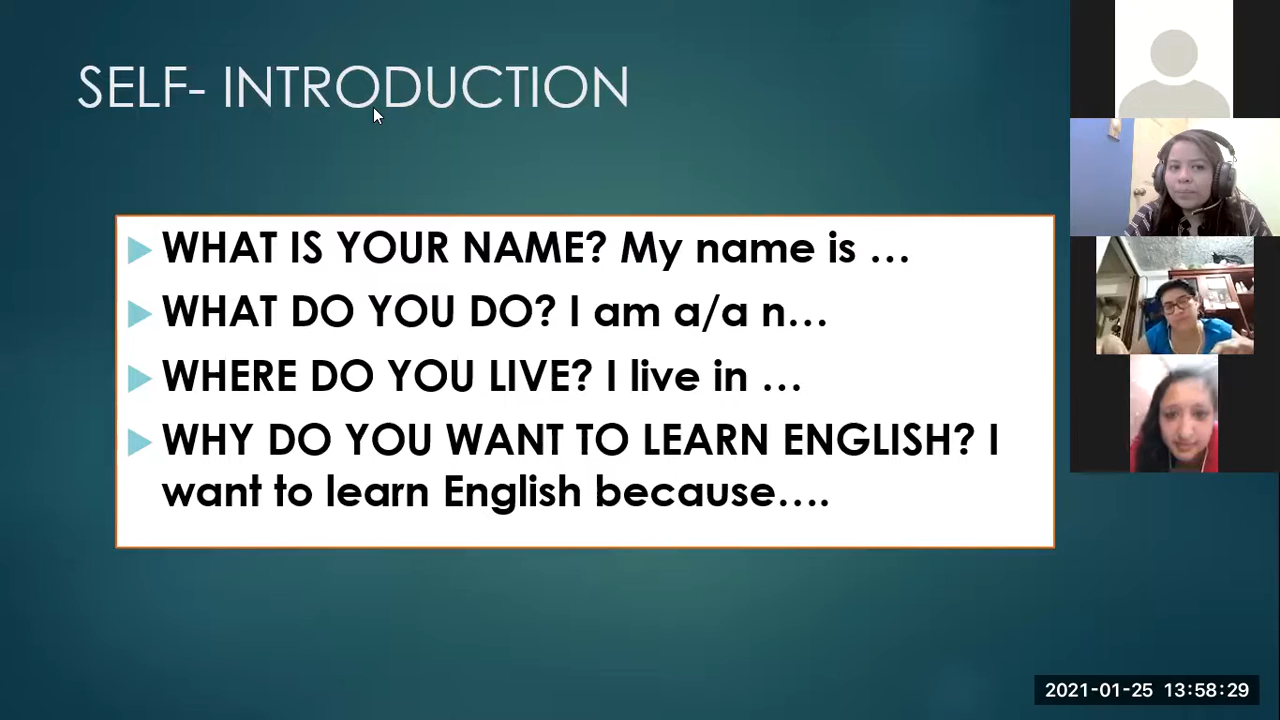 SELF- INTRODUCTION
WHAT IS YOUR NAME? My name is …
WHAT DO YOU DO? I am a/a n…
WHERE DO YOU LIVE? I live in …
WHY DO YOU WANT TO LEARN ENGLISH? I
want to learn English because….
2021-01-25 13:58:29